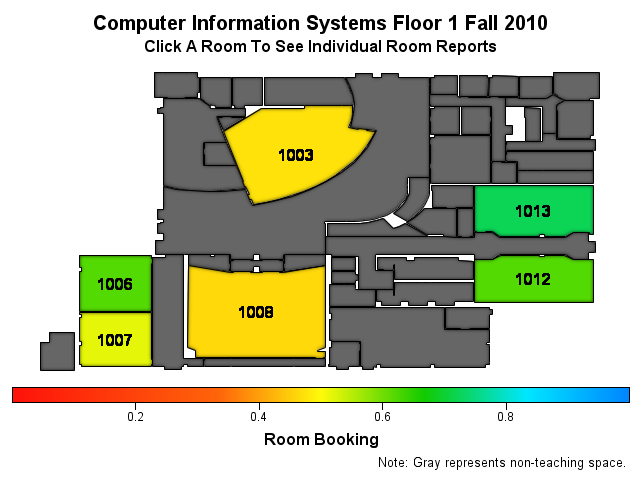 Computer Information Systems Floor 1 Fall 2010
Click A Room To See Individual Room Reports
1003
1013
1006
1012
1008
1007
0.2 0.4 0.6 0.8
Room Booking
Note: Gray represents non-teaching space.